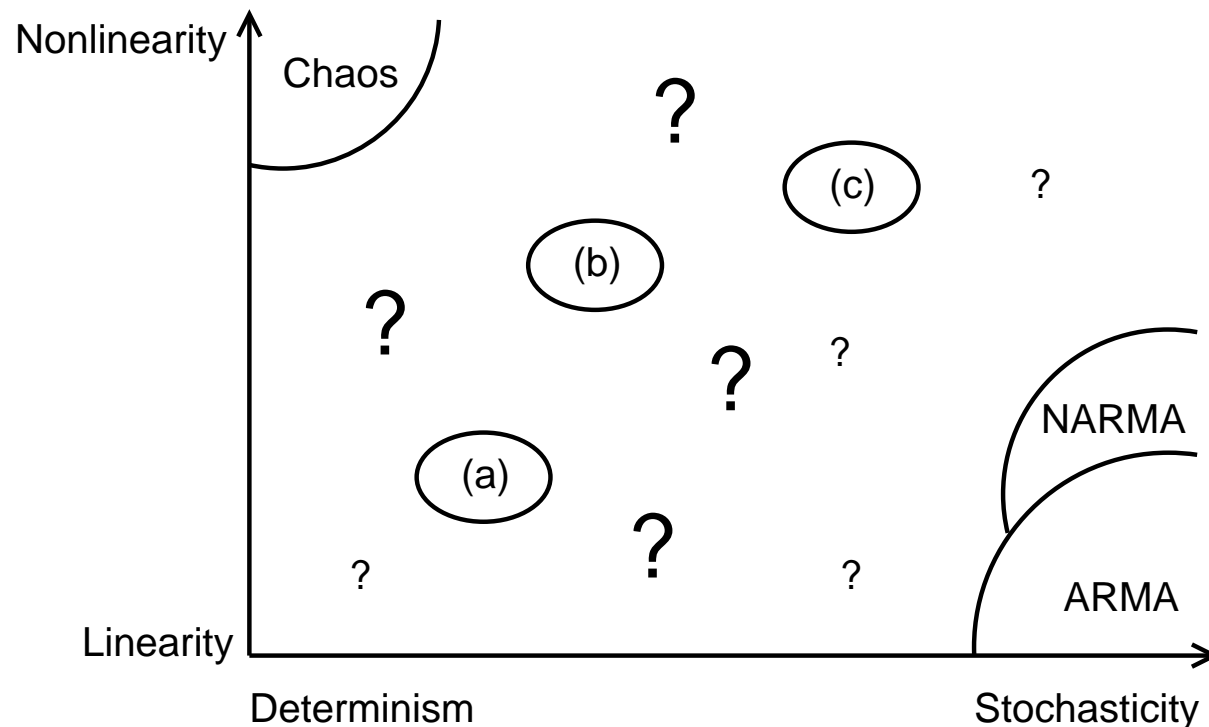 Nonlinearity
Chaos
?
(c)
?
(b)
?
?
?
NARMA
(a)
?
?
?
ARMA
Linearity
Determinism
Stochasticity